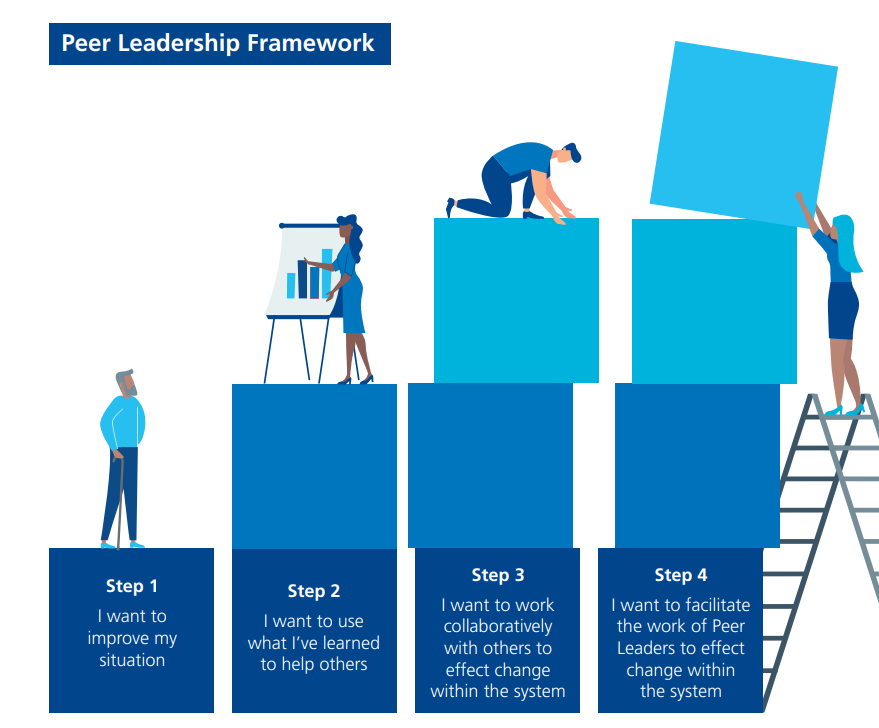 Peer Leadership Framework
Step 1
I want to
improve my
situation
Step 2
I want to use
what I’ve learned
to help others
Step 3
I want to work
collaboratively
with others to
effect change
within the system
Step 4
I want to facilitate
the work of Peer
Leaders to effect
change within
the system